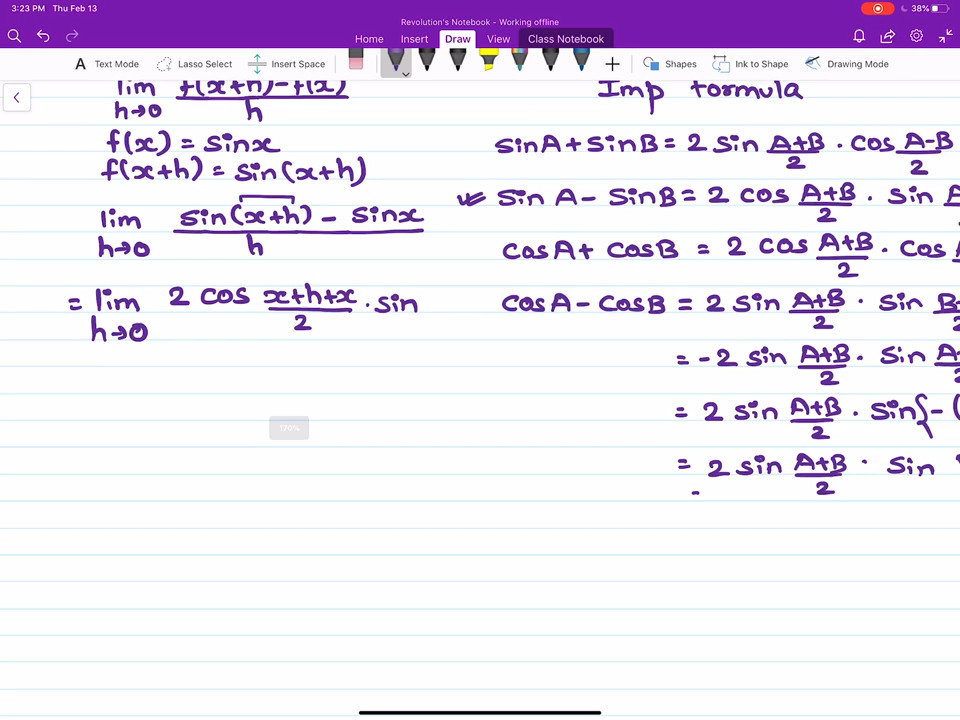 3:23 PM Thu Feb 13
38%
Revolution's Notebook - Working offline
Home Insert Draw View Class Notebook
A Text Mode Lasso Select Insert Space Shapes Ink to Shape Drawing Mode
lim h→0 f(x+h)-f(x) / h
f(x) = sinx
f(x+h) = sin(x+h)
lim h→0 sin(x+h) - sinx / h
= lim h→0 2 cos x+h+x / 2 · sin
170%
Imp formula
sinA + sinB = 2 sin A+B / 2 · cos A-B / 2
sin A - sinB = 2 cos A+B / 2 · sin
cosA + cosB = 2 cos A+B / 2 · cos
cosA - cosB = 2 sin A+B / 2 · sin B-
= -2 sin A+B / 2 · sin A-
= 2 sin A+B / 2 · sin{-(
= 2 sin A+B / 2 · sin
-